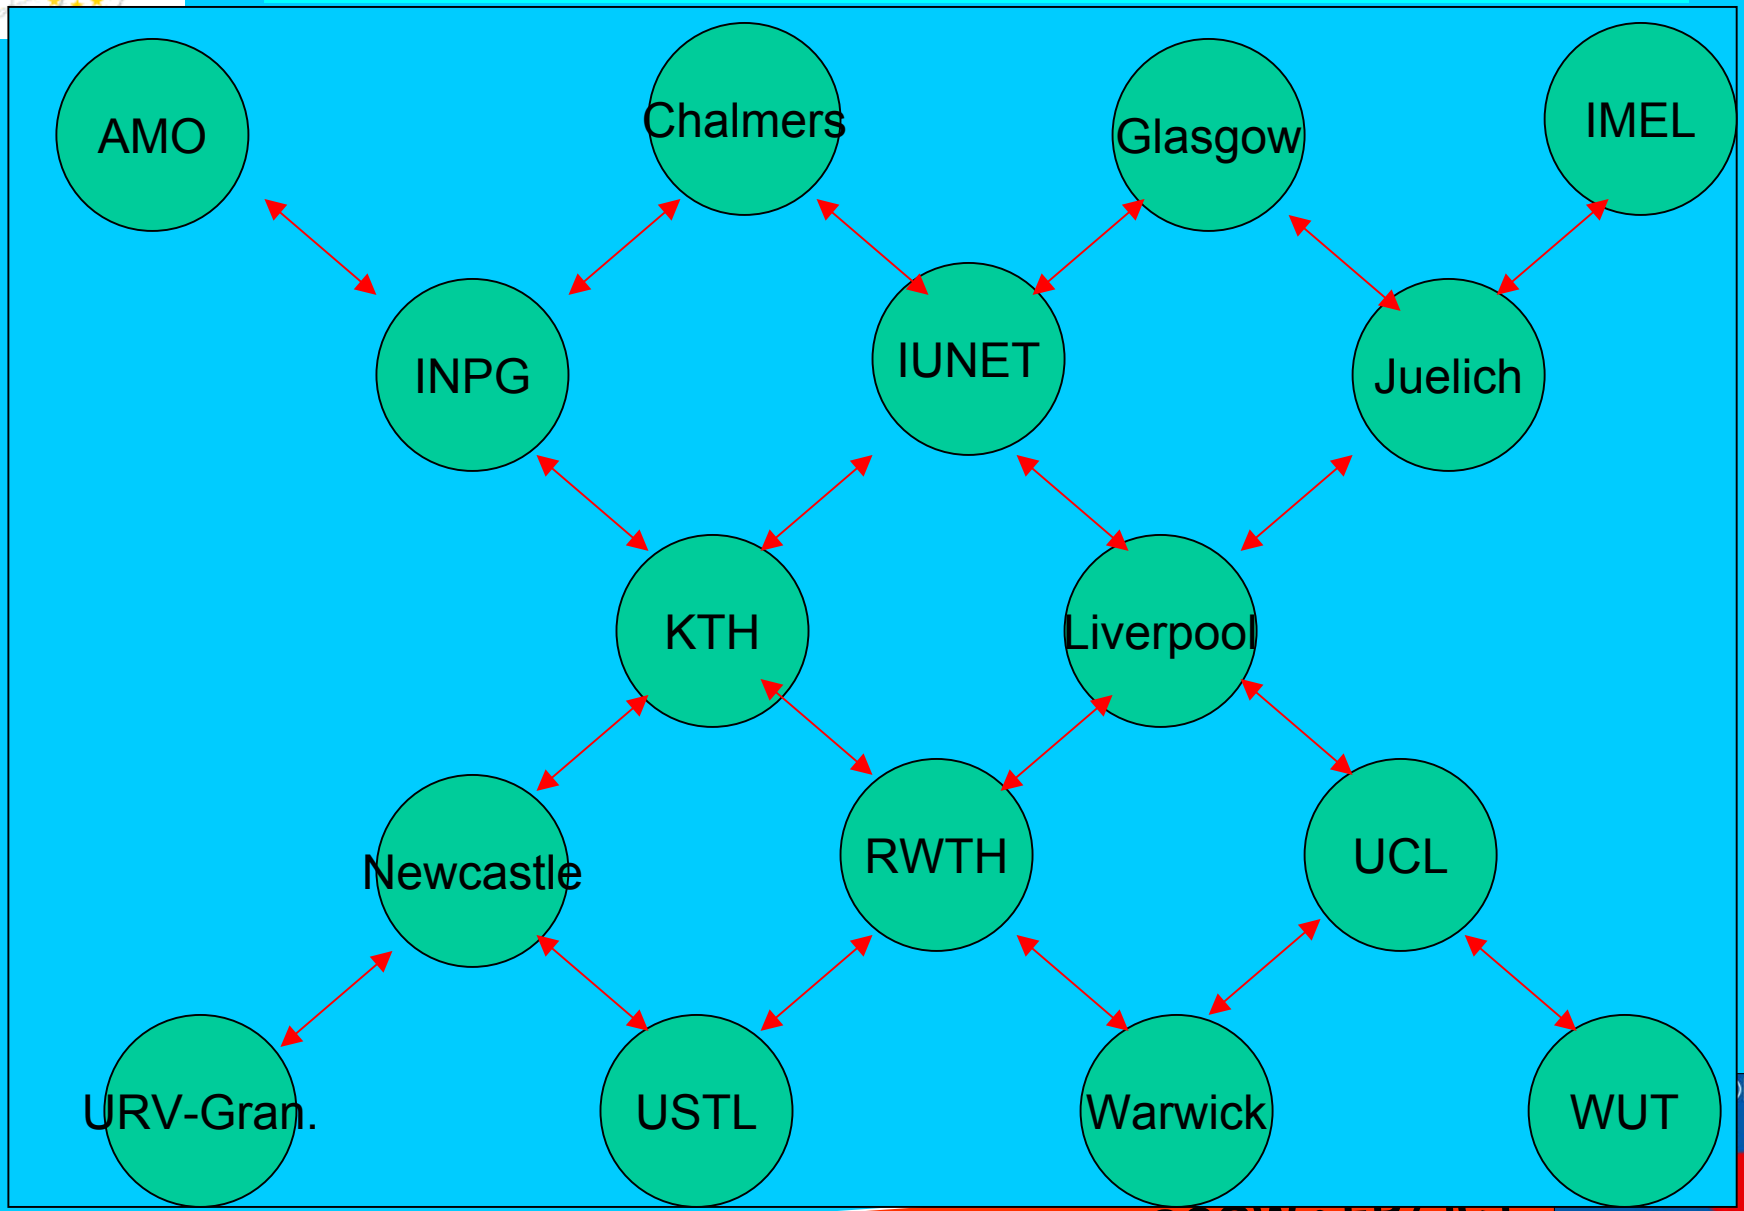 AMO
Chalmers
Glasgow
IMEL
INPG
IUNET
Juelich
KTH
Liverpool
Newcastle
RWTH
UCL
URV-Gran.
USTL
Warwick
WUT